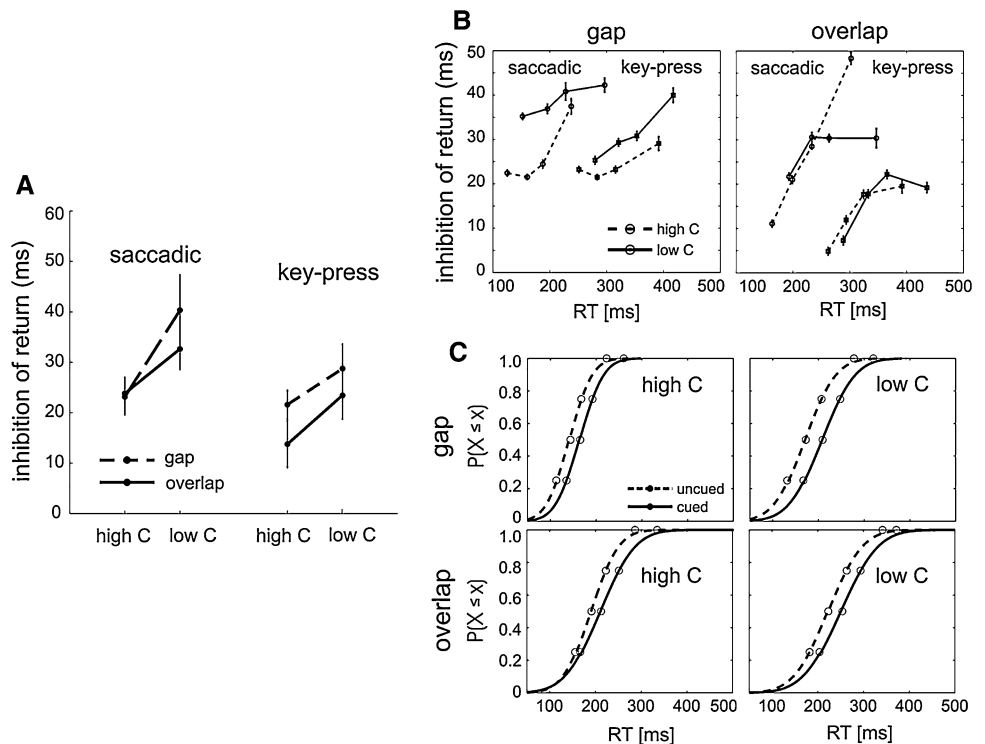 A
inhibition of return (ms)
60
50
40
30
20
10
0
saccadic
key-press
gap
overlap
high C low C high C low C
B
gap overlap
inhibition of return (ms)
50
40
30
20
10
0
saccadic key-press
high C
low C
100 200 300 400 500
RT [ms]
saccadic key-press
100 200 300 400 500
RT [ms]
C
gap
P(X ≤ x)
1.0
0.8
0.6
0.4
0.2
0
high C
uncued
cued
low C
overlap
P(X ≤ x)
1.0
0.8
0.6
0.4
0.2
0
high C
low C
100 200 300 400 500
100 200 300 400 500
RT [ms] RT [ms]